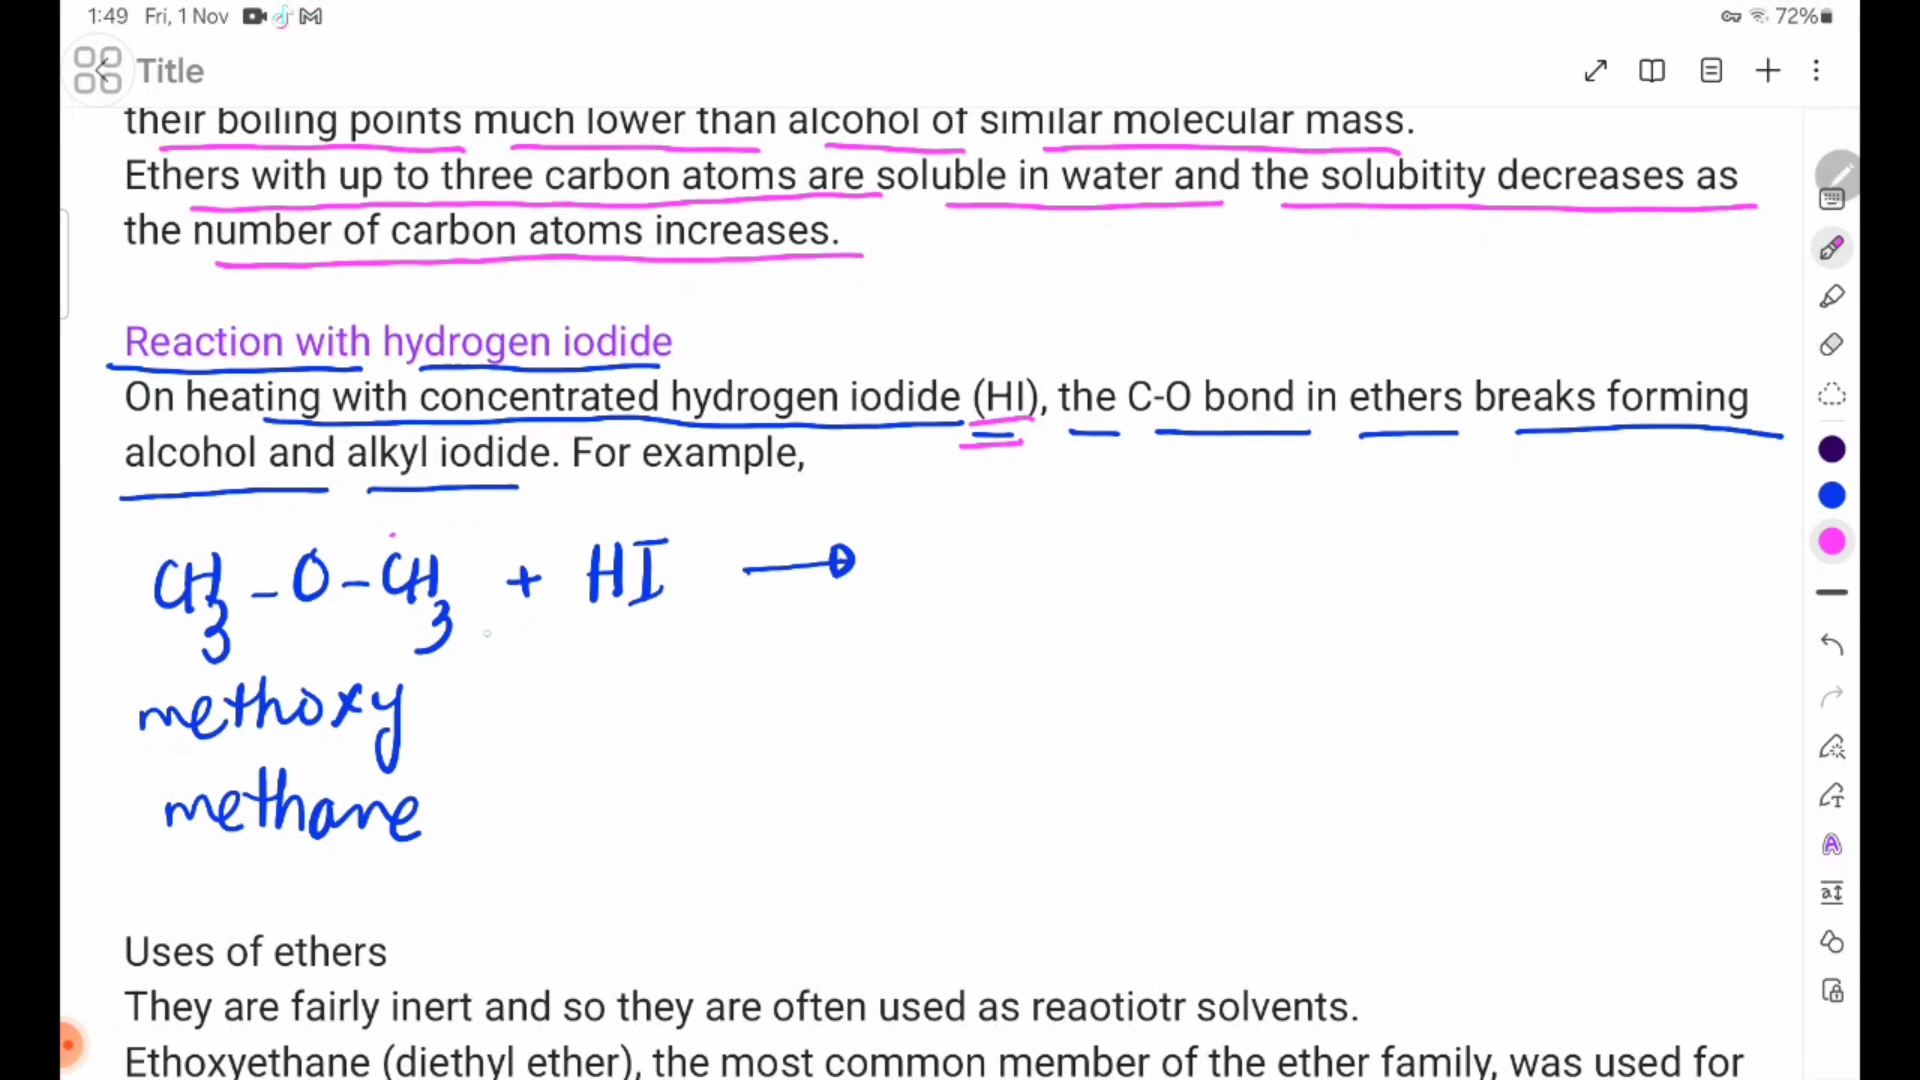 1:49 Fri, 1 Nov
72%
Title
their boiling points much lower than alcohol of similar molecular mass.
Ethers with up to three carbon atoms are soluble in water and the solubitity decreases as
the number of carbon atoms increases.
Reaction with hydrogen iodide
On heating with concentrated hydrogen iodide (HI), the C-O bond in ethers breaks forming
alcohol and alkyl iodide. For example,
CH3 - O - CH3 + HI →
methoxy
methane
Uses of ethers
They are fairly inert and so they are often used as reaotiotr solvents.
Ethoxyethane (diethyl ether), the most common member of the ether family, was used for